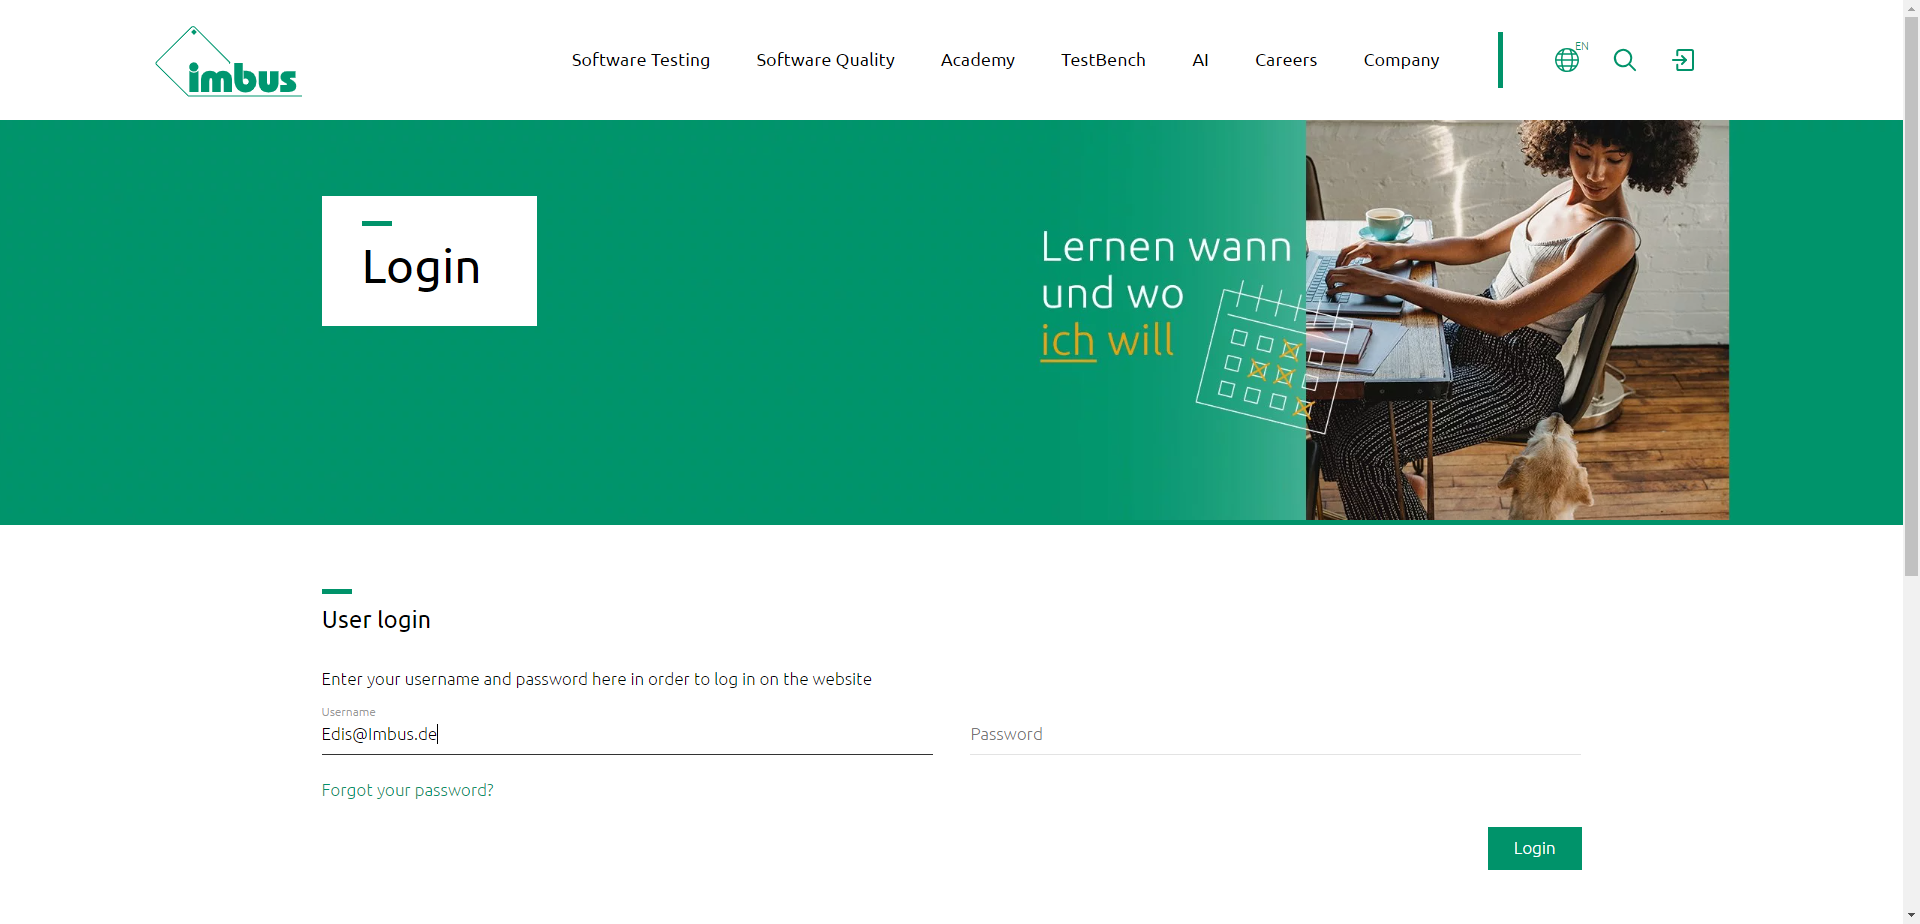 imbus
Software Testing
Software Quality
Academy
TestBench
AI
Careers
Company
EN
Login
Lernen wann
und wo
ich will
User login
Enter your username and password here in order to log in on the website
Username
Edis@Imbus.de
Password
Forgot your password?
Login